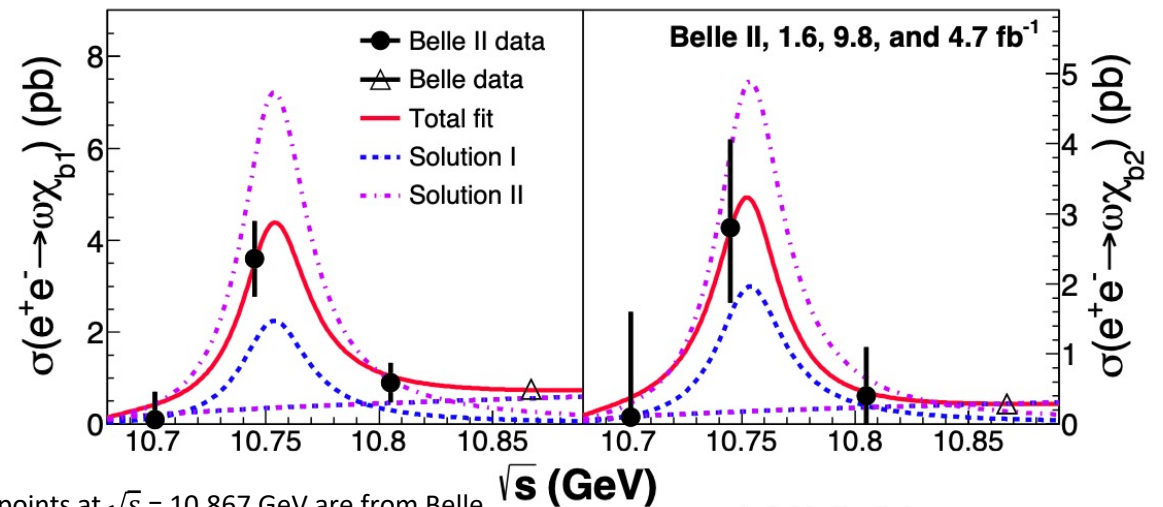 8
6
4
2
0
σ(e⁺e⁻→ωχ_b1) (pb)
Belle II data
Belle data
Total fit
Solution I
Solution II
10.7 10.75 10.8 10.85
Belle II, 1.6, 9.8, and 4.7 fb⁻¹
5
4
3
2
1
0
σ(e⁺e⁻→ωχ_b2) (pb)
10.7 10.75 10.8 10.85
√s (GeV)
points at √s = 10.867 GeV are from Belle